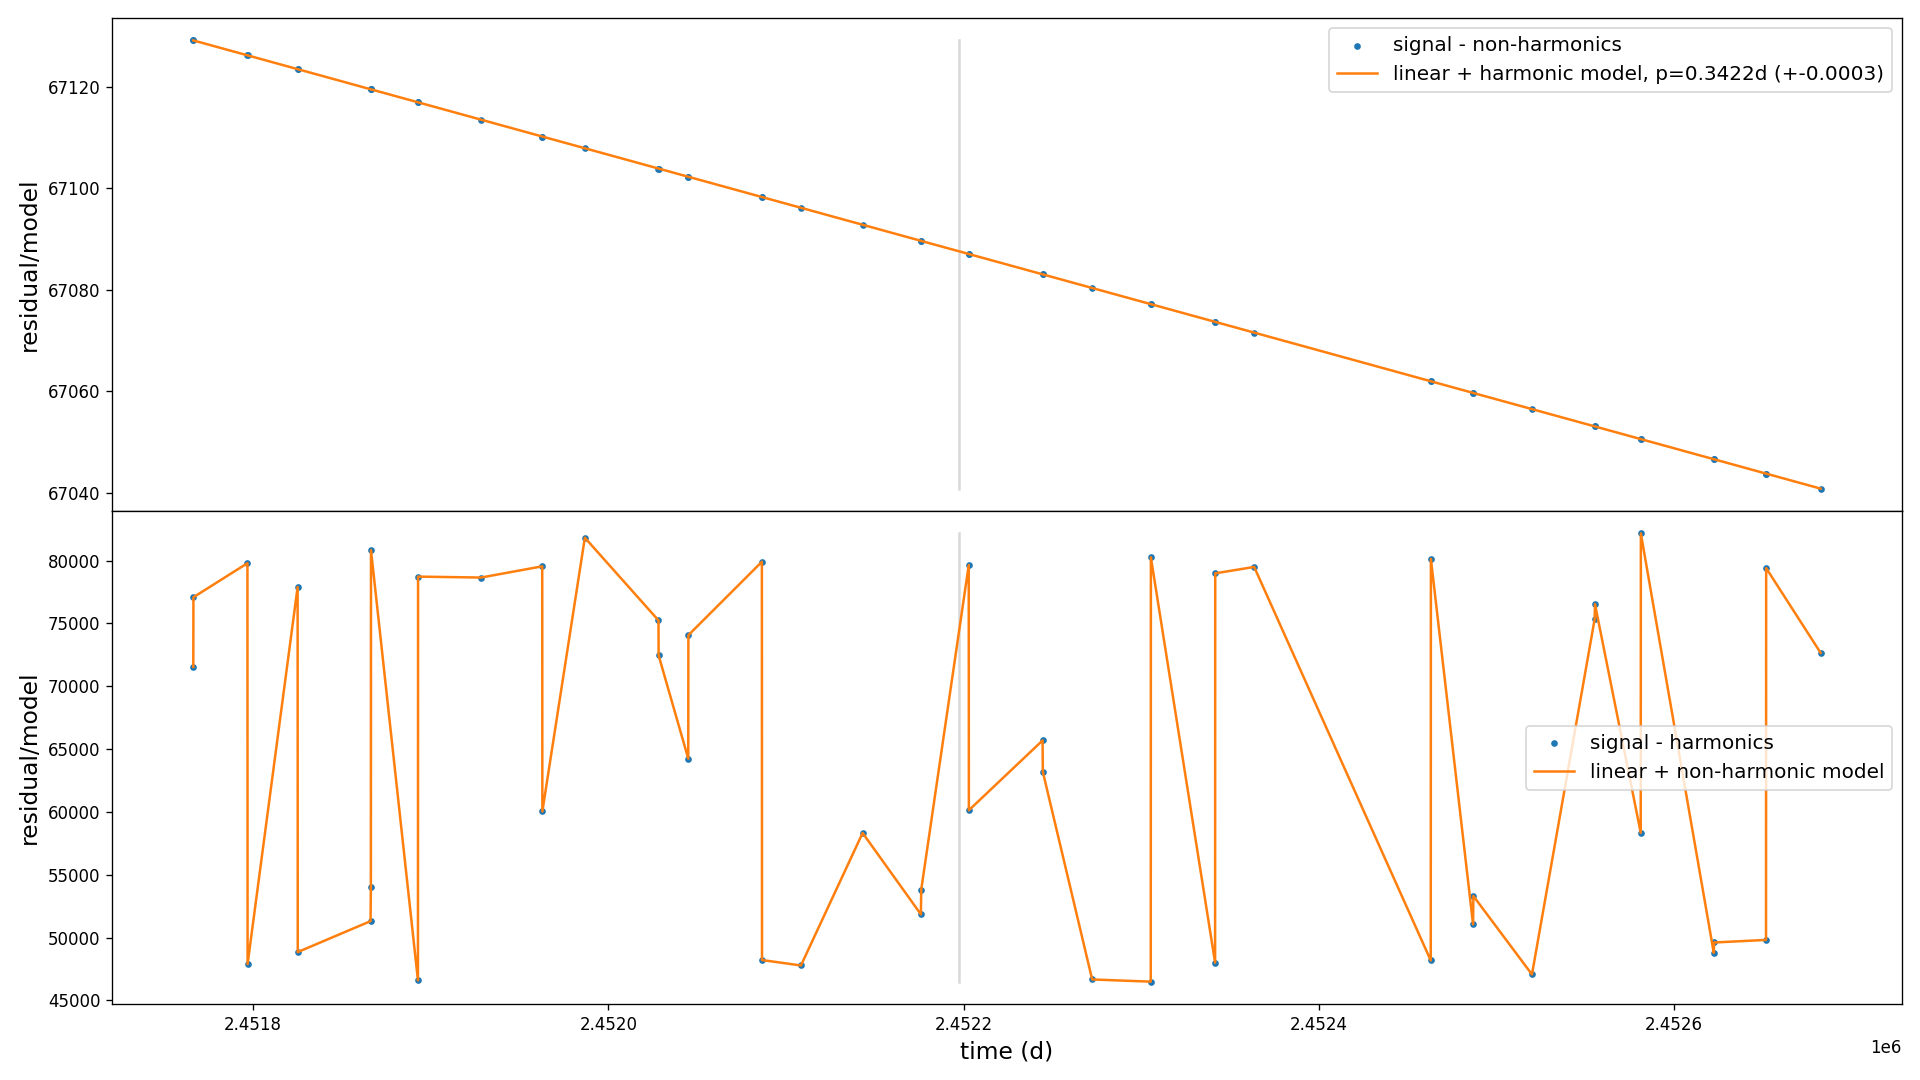 signal - non-harmonics
linear + harmonic model, p=0.3422d (+-0.0003)
67120
67100
67080
67060
67040
residual/model
80000
75000
70000
65000
60000
55000
50000
45000
residual/model
signal - harmonics
linear + non-harmonic model
2.4518
2.4520
2.4522
2.4524
2.4526
time (d)
1e6